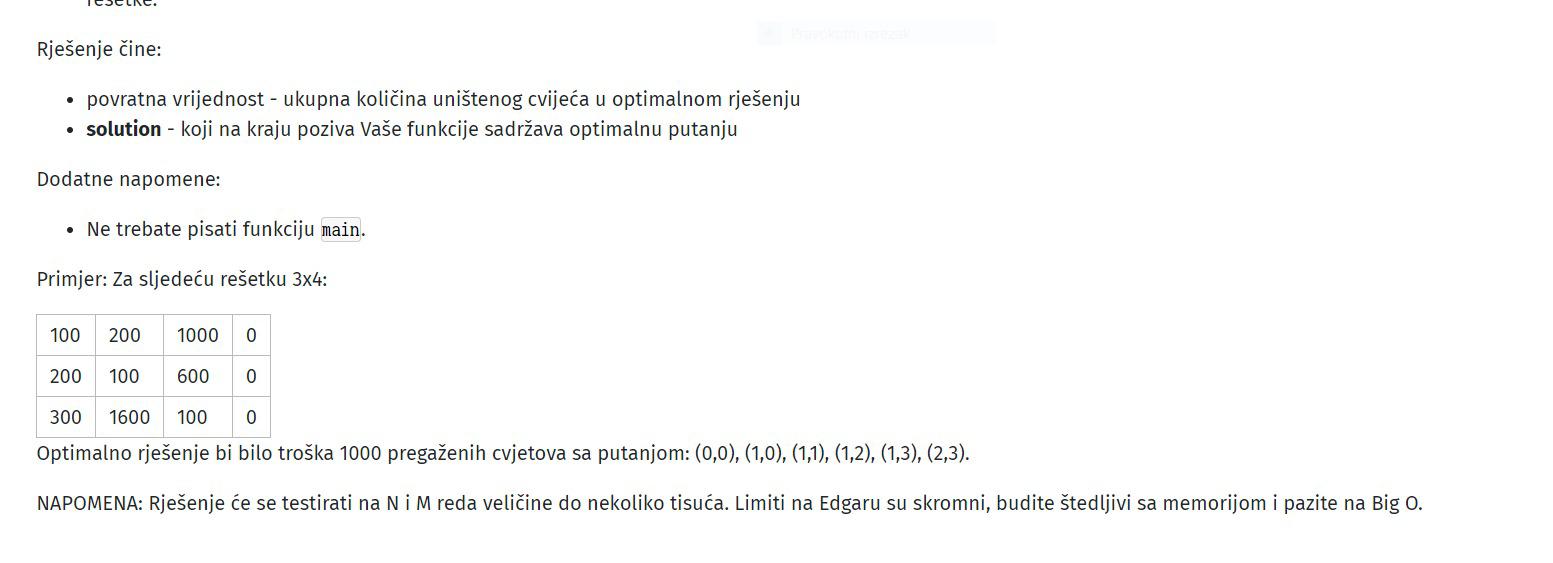 rešetke.
Rješenje čine:
• povratna vrijednost - ukupna količina uništenog cvijeća u optimalnom rješenju
• solution - koji na kraju poziva Vaše funkcije sadržava optimalnu putanju
Dodatne napomene:
• Ne trebate pisati funkciju main.
Primjer: Za sljedeću rešetku 3x4:
100 200 1000 0
200 100 600 0
300 1600 100 0
Optimalno rješenje bi bilo troška 1000 pregaženih cvjetova sa putanjom: (0,0), (1,0), (1,1), (1,2), (1,3), (2,3).
NAPOMENA: Rješenje će se testirati na N i M reda veličine do nekoliko tisuća. Limiti na Edgaru su skromni, budite štedljivi sa memorijom i pazite na Big O.